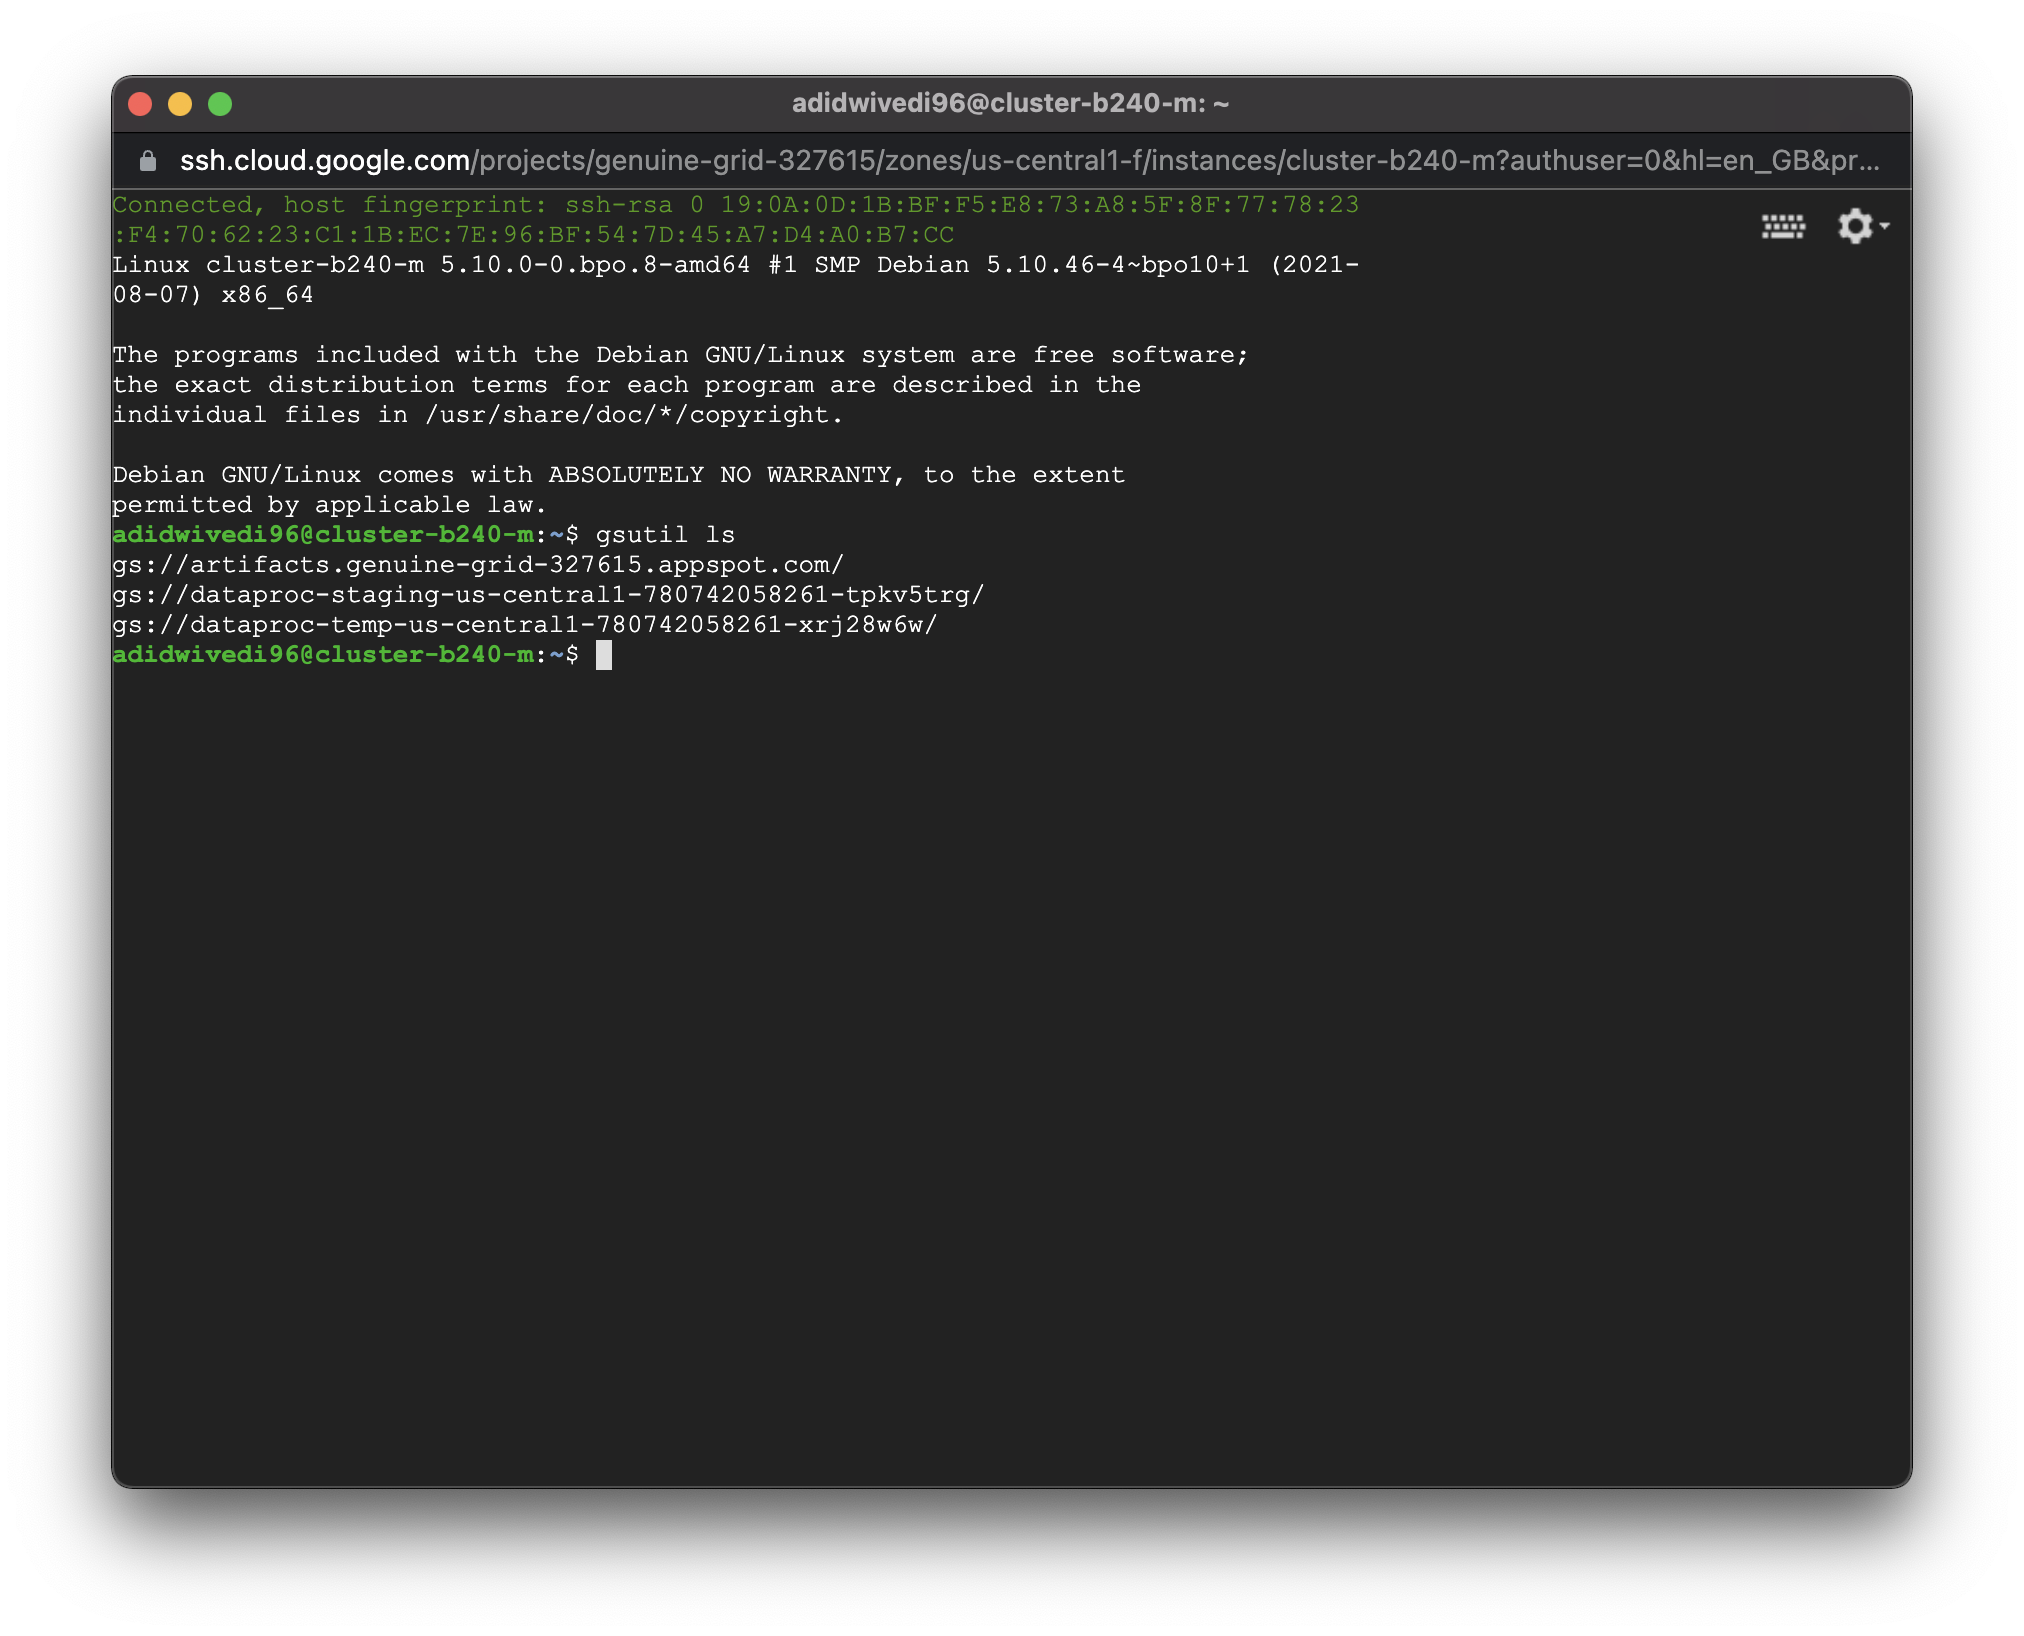 adidwivedi96@cluster-b240-m: ~
ssh.cloud.google.com/projects/genuine-grid-327615/zones/us-central1-f/instances/cluster-b240-m?authuser=0&hl=en_GB&pr...
Connected, host fingerprint: ssh-rsa 0 19:0A:0D:1B:BF:F5:E8:73:A8:5F:8F:77:78:23
:F4:70:62:23:C1:1B:EC:7E:96:BF:54:7D:45:A7:D4:A0:B7:CC
Linux cluster-b240-m 5.10.0-0.bpo.8-amd64 #1 SMP Debian 5.10.46-4~bpo10+1 (2021-
08-07) x86_64
The programs included with the Debian GNU/Linux system are free software;
the exact distribution terms for each program are described in the
individual files in /usr/share/doc/*/copyright.
Debian GNU/Linux comes with ABSOLUTELY NO WARRANTY, to the extent
permitted by applicable law.
adidwivedi96@cluster-b240-m:~$ gsutil ls
gs://artifacts.genuine-grid-327615.appspot.com/
gs://dataproc-staging-us-central1-780742058261-tpkv5trg/
gs://dataproc-temp-us-central1-780742058261-xrj28w6w/
adidwivedi96@cluster-b240-m:~$